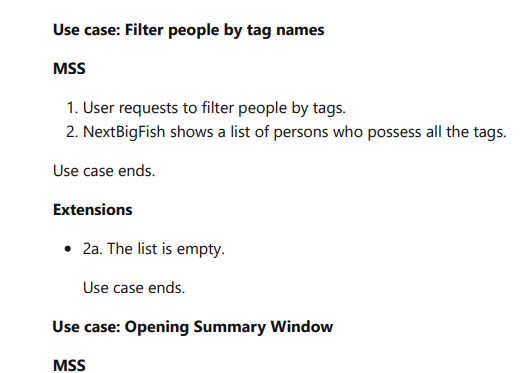 Use case: Filter people by tag names
MSS
1. User requests to filter people by tags.
2. NextBigFish shows a list of persons who possess all the tags.
Use case ends.
Extensions
• 2a. The list is empty.
Use case ends.
Use case: Opening Summary Window
MSS